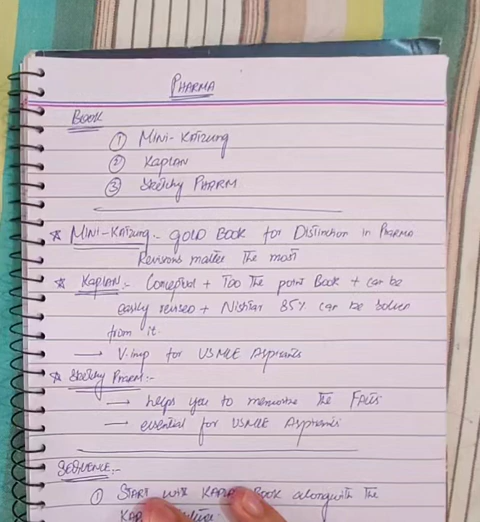 PHARMA
BOOK
① MINI-KATZUNG
② KAPLAN
③ SKETCHY PHARM
☆ MINI-KATZUNG:- GOLD BOOK for Distinction in Pharma
Revisions matter The most
☆ KAPLAN:- Conceptual + Too The point Book + can be
easily revised + Nishtar 85% can be solved
from it.
→ V.imp for USMLE Aspirants
☆ Sketchy Pharm:-
→ helps you to memorise The Facts
→ essential for USMLE Aspirants
SEQUENCE:-
① START WITH KAPLAN BOOK alongwith the